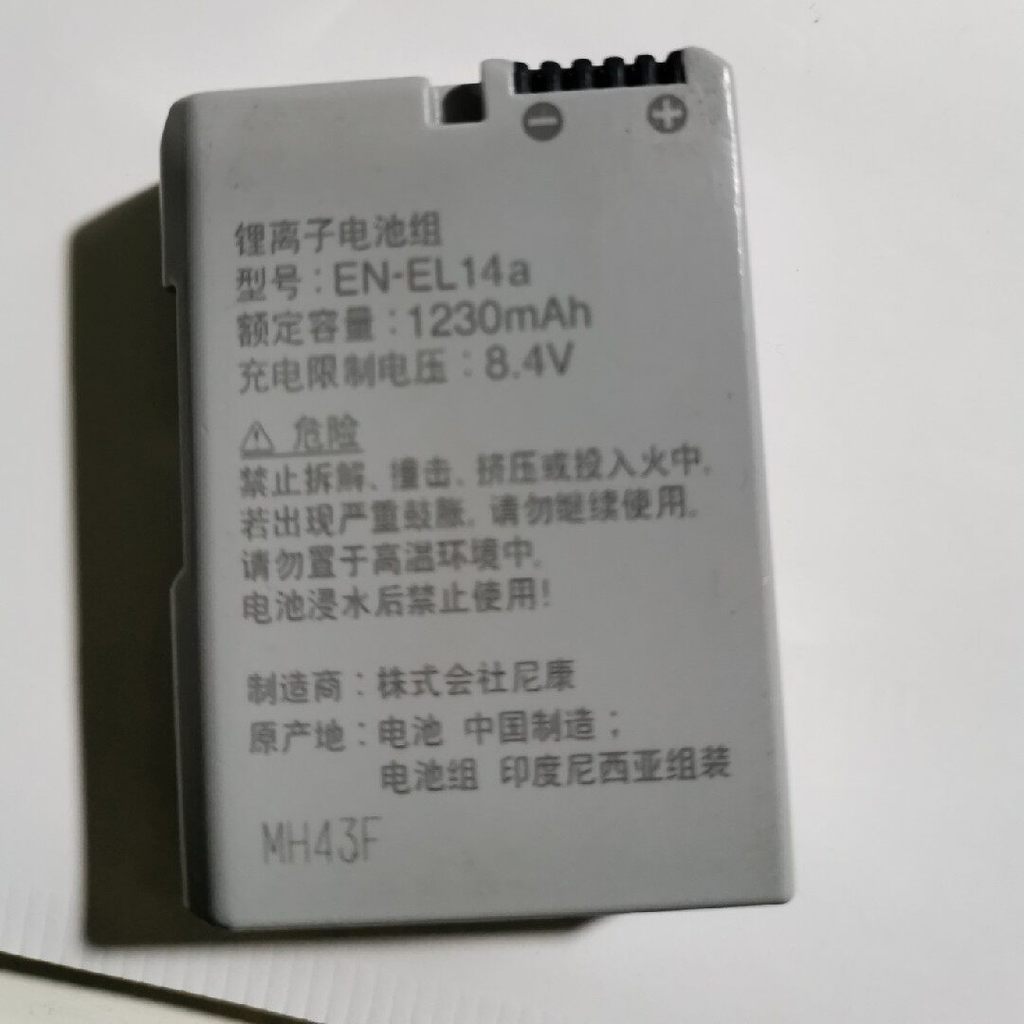 锂离子电池组
型号：EN-EL14a
额定容量：1230mAh
充电限制电压：8.4V
⚠ 危险
禁止拆解、撞击、挤压或投入火中。
若出现严重鼓胀，请勿继续使用。
请勿置于高温环境中。
电池浸水后禁止使用！
制造商：株式会社尼康
原产地：电池 中国制造；
电池组 印度尼西亚组装
MH43F